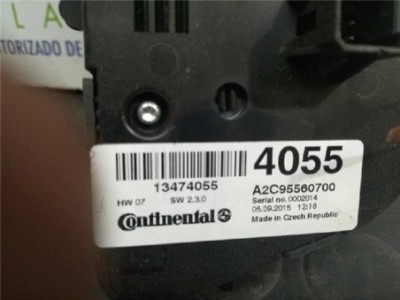 L A
TORIZADO DE
13474055
4055
HW 07 SW 2.3.0
A2C95560700
Serial no.0002014
05.09.2015 12:18
Made in Czech Republic
Continental